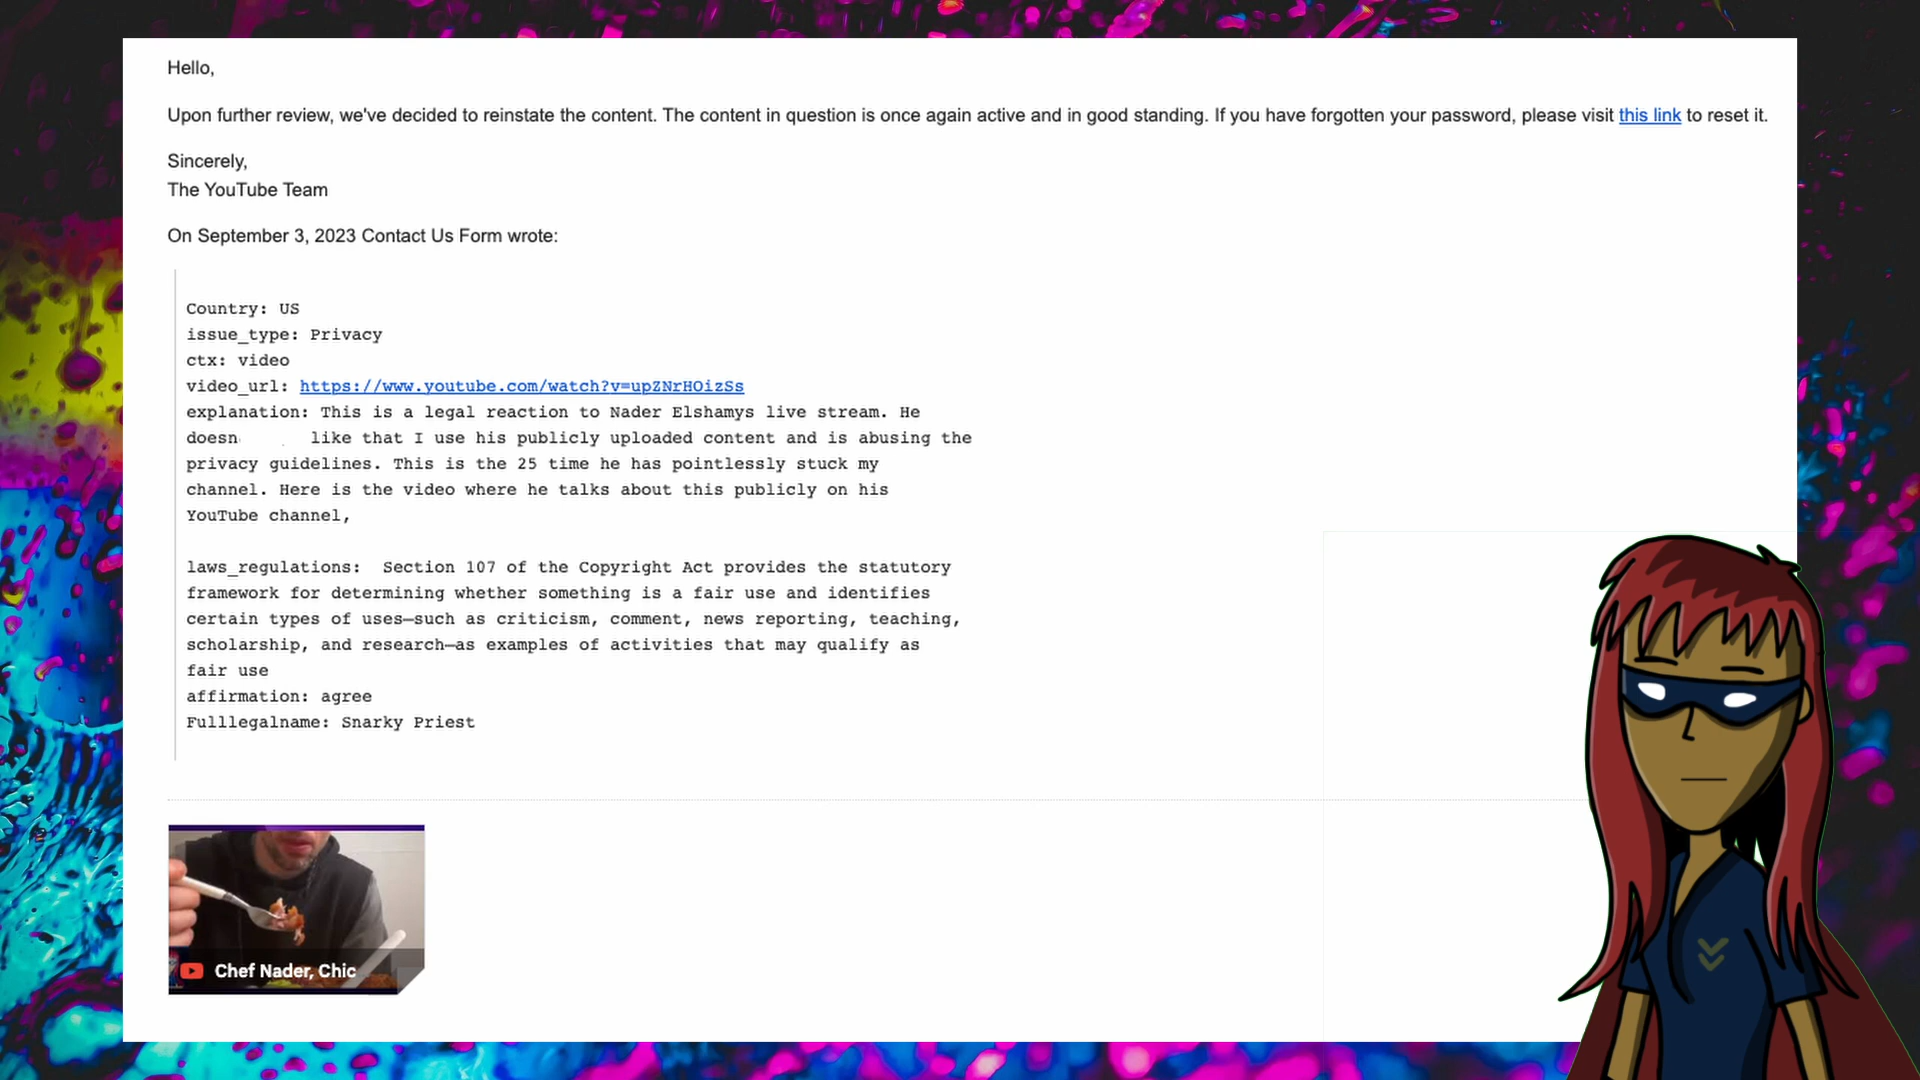 Hello,
Upon further review, we've decided to reinstate the content. The content in question is once again active and in good standing. If you have forgotten your password, please visit this link to reset it.
Sincerely,
The YouTube Team
On September 3, 2023 Contact Us Form wrote:
Country: US
issue_type: Privacy
ctx: video
video_url: https://www.youtube.com/watch?v=upZNrHOizSs
explanation: This is a legal reaction to Nader Elshamys live stream. He
doesn like that I use his publicly uploaded content and is abusing the
privacy guidelines. This is the 25 time he has pointlessly stuck my
channel. Here is the video where he talks about this publicly on his
YouTube channel,
laws_regulations: Section 107 of the Copyright Act provides the statutory
framework for determining whether something is a fair use and identifies
certain types of uses—such as criticism, comment, news reporting, teaching,
scholarship, and research—as examples of activities that may qualify as
fair use
affirmation: agree
Fulllegalname: Snarky Priest
Chef Nader, Chic